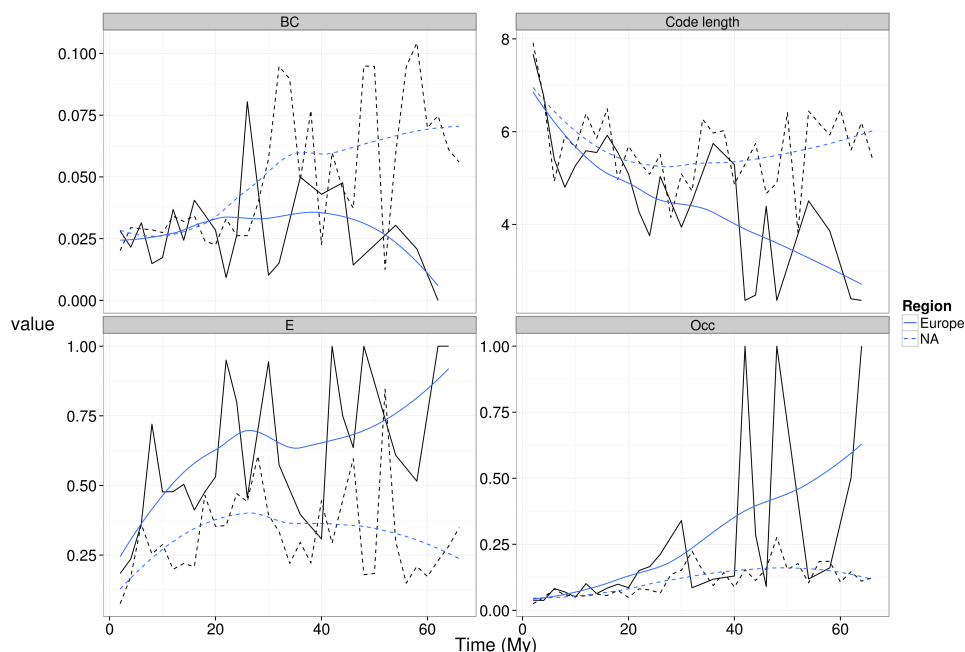 BC
Code length
0.100
0.075
0.050
0.025
0.000
8
6
4
value
Region
Europe
NA
E
Occ
1.00
0.75
0.50
0.25
1.00
0.75
0.50
0.25
0.00
0 20 40 60
0 20 40 60
Time (My)